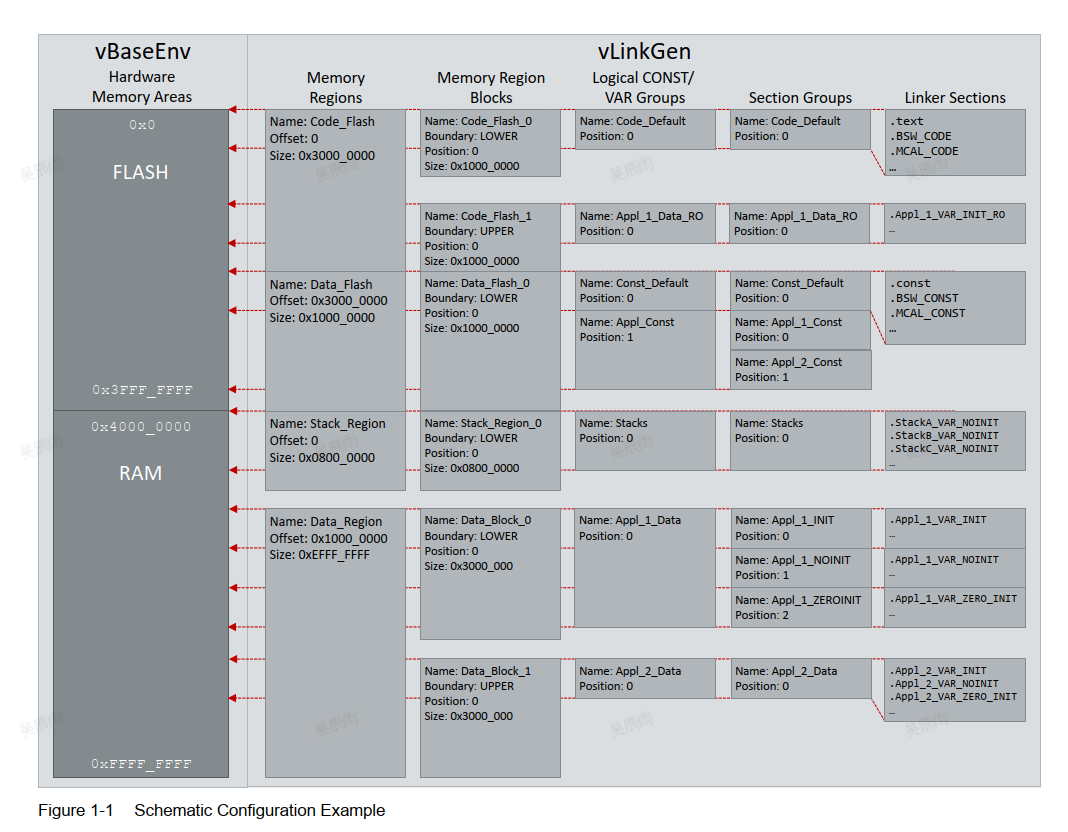 vBaseEnv
Hardware
Memory Areas
vLinkGen
Memory
Regions
Memory Region
Blocks
Logical CONST/
VAR Groups
Section Groups
Linker Sections
0x0
FLASH
0x3FFF_FFFF
0x4000_0000
RAM
0xFFFF_FFFF
Name: Code_Flash
Offset: 0
Size: 0x3000_0000
Name: Code_Flash_0
Boundary: LOWER
Position: 0
Size: 0x1000_0000
Name: Code_Default
Position: 0
Name: Code_Default
Position: 0
.text
.BSW_CODE
.MCAL_CODE
…
Name: Code_Flash_1
Boundary: UPPER
Position: 0
Size: 0x1000_0000
Name: Appl_1_Data_RO
Position: 0
Name: Appl_1_Data_RO
Position: 0
.Appl_1_VAR_INIT_RO
…
Name: Data_Flash
Offset: 0x3000_0000
Size: 0x1000_0000
Name: Data_Flash_0
Boundary: LOWER
Position: 0
Size: 0x1000_0000
Name: Const_Default
Position: 0
Name: Appl_Const
Position: 1
Name: Const_Default
Position: 0
Name: Appl_1_Const
Position: 0
Name: Appl_2_Const
Position: 1
.const
.BSW_CONST
.MCAL_CONST
…
Name: Stack_Region
Offset: 0
Size: 0x0800_0000
Name: Stack_Region_0
Boundary: LOWER
Position: 0
Size: 0x0800_0000
Name: Stacks
Position: 0
Name: Stacks
Position: 0
.StackA_VAR_NOINIT
.StackB_VAR_NOINIT
.StackC_VAR_NOINIT
…
Name: Data_Region
Offset: 0x1000_0000
Size: 0xEFFF_FFFF
Name: Data_Block_0
Boundary: LOWER
Position: 0
Size: 0x3000_000
Name: Appl_1_Data
Position: 0
Name: Appl_1_INIT
Position: 0
Name: Appl_1_NOINIT
Position: 1
Name: Appl_1_ZEROINIT
Position: 2
.Appl_1_VAR_INIT
…
.Appl_1_VAR_NOINIT
…
.Appl_1_VAR_ZERO_INIT
…
Name: Data_Block_1
Boundary: UPPER
Position: 0
Size: 0x3000_000
Name: Appl_2_Data
Position: 0
Name: Appl_2_Data
Position: 0
.Appl_2_VAR_INIT
.Appl_2_VAR_NOINIT
.Appl_2_VAR_ZERO_INIT
…
Figure 1-1 Schematic Configuration Example